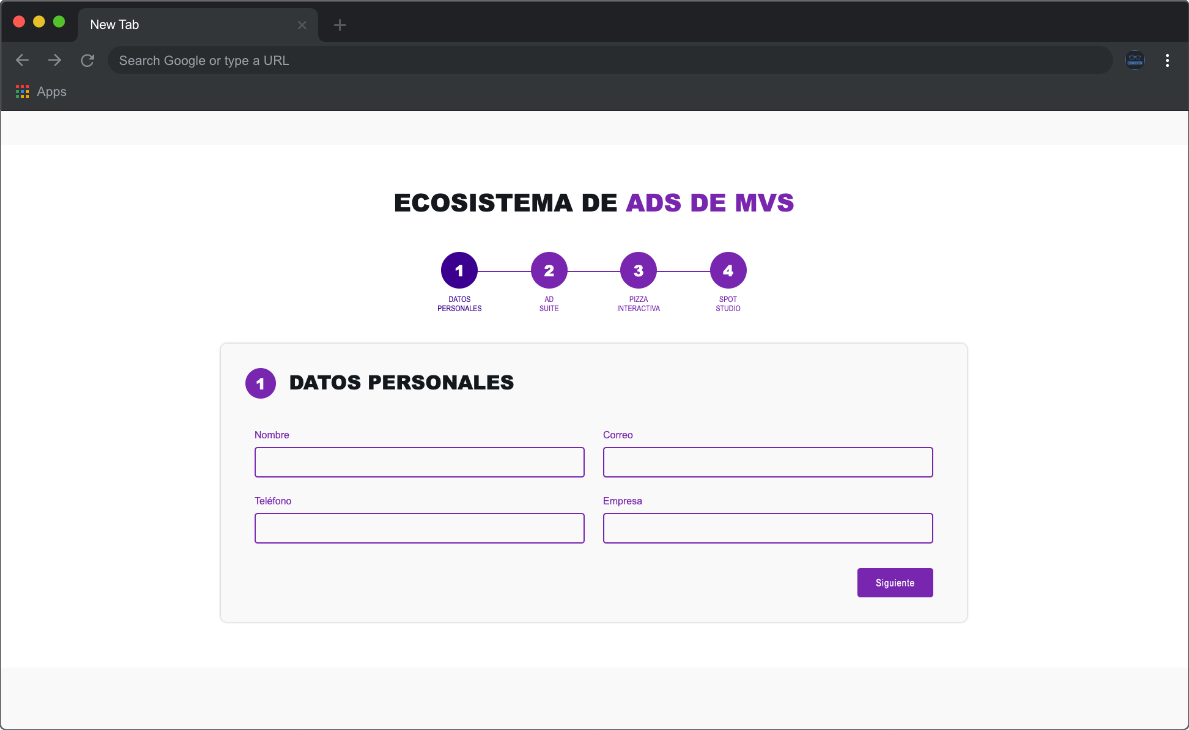 New Tab
Search Google or type a URL
Apps
ECOSISTEMA DE ADS DE MVS
1
2
3
4
DATOS
PERSONALES
AD
SUITE
PIZZA
INTERACTIVA
SPOT
STUDIO
1 DATOS PERSONALES
Nombre
Correo
Teléfono
Empresa
Siguiente